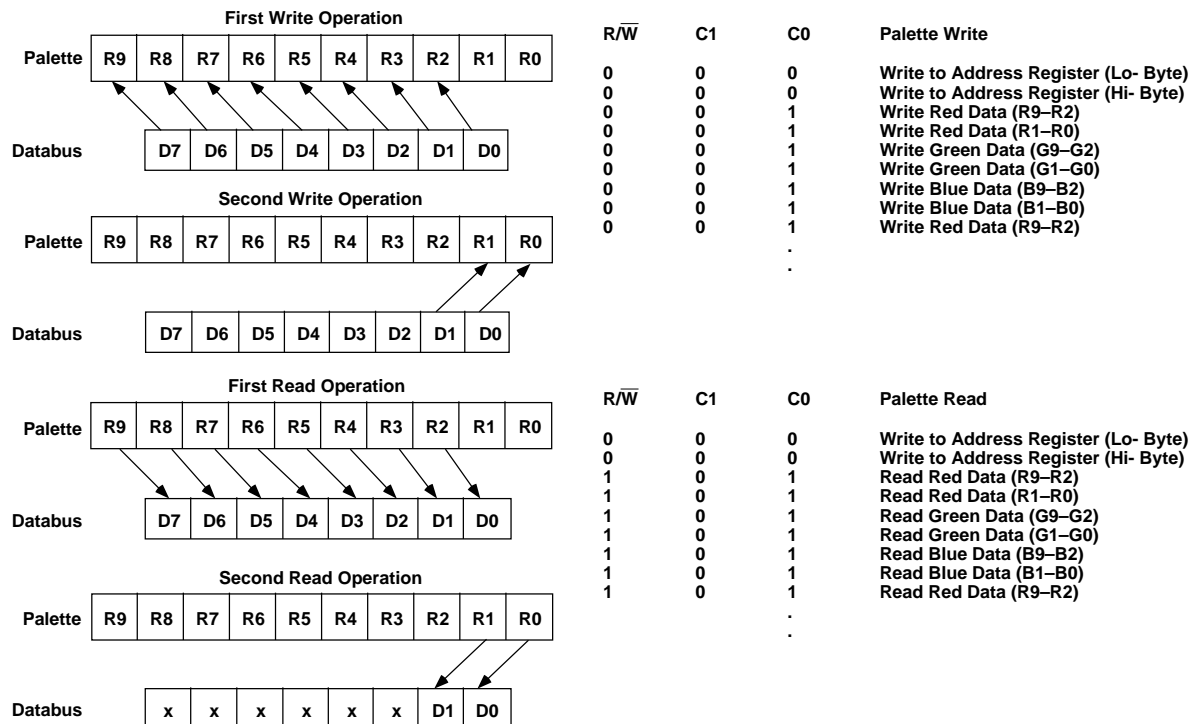 First Write Operation
Palette R9 R8 R7 R6 R5 R4 R3 R2 R1 R0
Databus D7 D6 D5 D4 D3 D2 D1 D0
Second Write Operation
Palette R9 R8 R7 R6 R5 R4 R3 R2 R1 R0
Databus D7 D6 D5 D4 D3 D2 D1 D0
R/W̅ C1 C0 Palette Write
0 0 0 Write to Address Register (Lo- Byte)
0 0 0 Write to Address Register (Hi- Byte)
0 0 1 Write Red Data (R9–R2)
0 0 1 Write Red Data (R1–R0)
0 0 1 Write Green Data (G9–G2)
0 0 1 Write Green Data (G1–G0)
0 0 1 Write Blue Data (B9–B2)
0 0 1 Write Blue Data (B1–B0)
0 0 1 Write Red Data (R9–R2)
.
.
First Read Operation
Palette R9 R8 R7 R6 R5 R4 R3 R2 R1 R0
Databus D7 D6 D5 D4 D3 D2 D1 D0
Second Read Operation
Palette R9 R8 R7 R6 R5 R4 R3 R2 R1 R0
Databus x x x x x x D1 D0
R/W̅ C1 C0 Palette Read
0 0 0 Write to Address Register (Lo- Byte)
0 0 0 Write to Address Register (Hi- Byte)
1 0 1 Read Red Data (R9–R2)
1 0 1 Read Red Data (R1–R0)
1 0 1 Read Green Data (G9–G2)
1 0 1 Read Green Data (G1–G0)
1 0 1 Read Blue Data (B9–B2)
1 0 1 Read Blue Data (B1–B0)
1 0 1 Read Red Data (R9–R2)
.
.